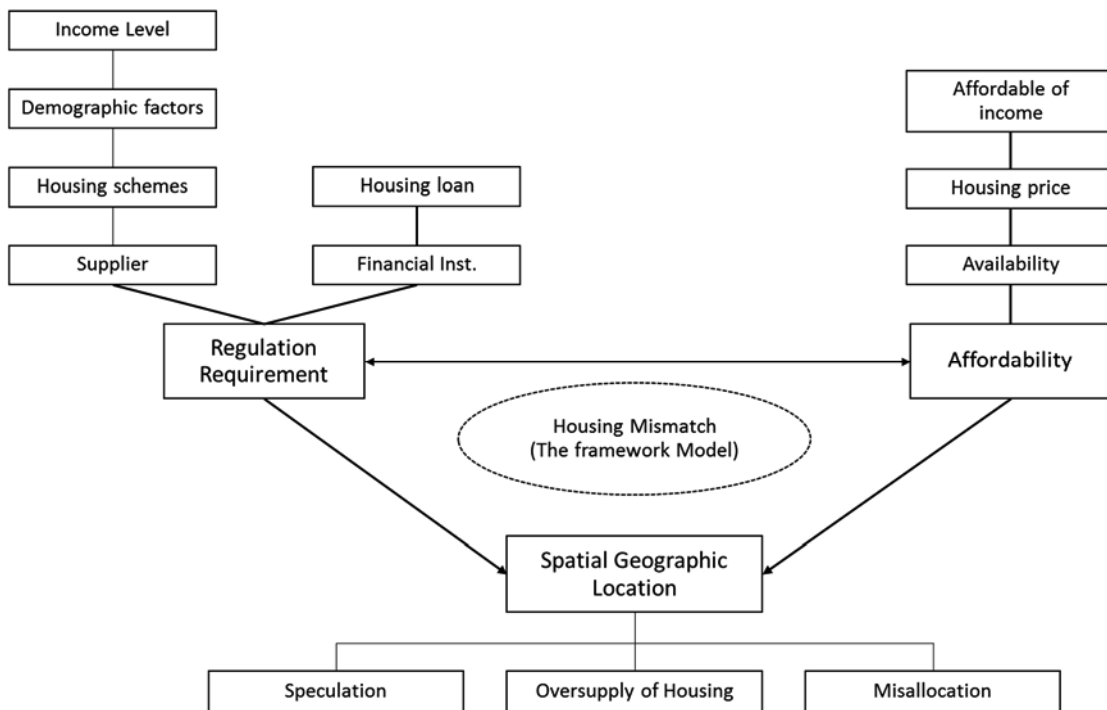 Income Level
Demographic factors
Housing schemes
Supplier
Housing loan
Financial Inst.
Affordable of
income
Housing price
Availability
Regulation
Requirement
Affordability
Housing Mismatch
(The framework Model)
Spatial Geographic
Location
Speculation
Oversupply of Housing
Misallocation